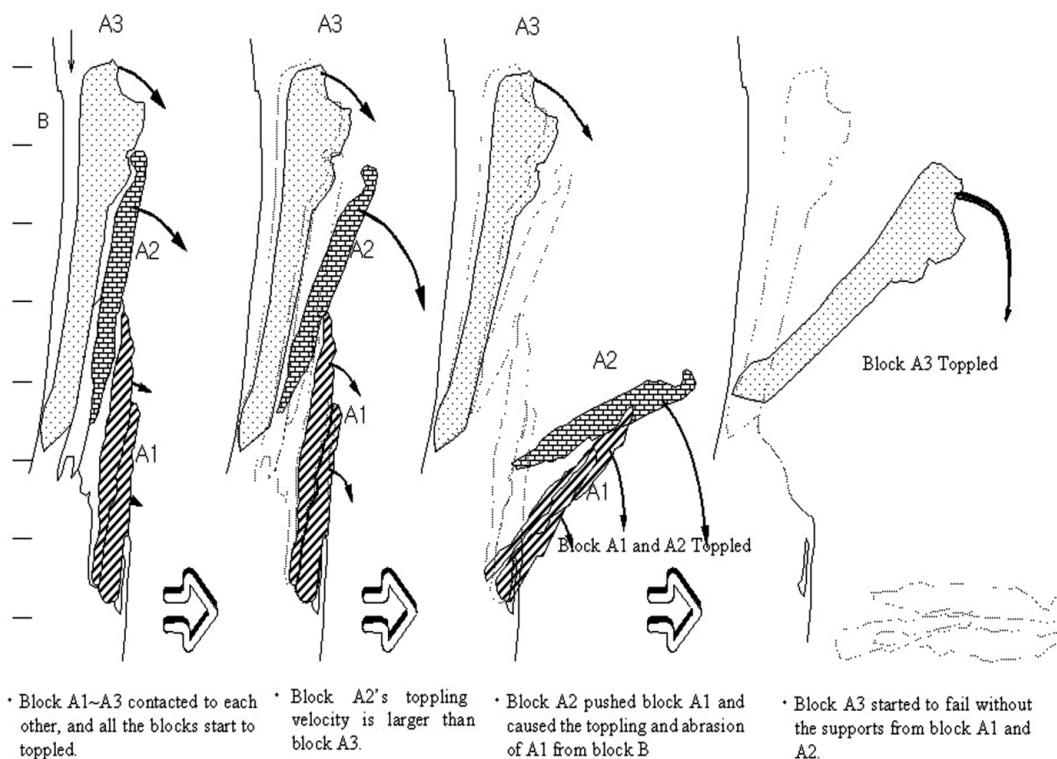 A3
A3
A3
B
A2
A2
A2
Block A3 Toppled
A1
A1
A1
Block A1 and A2 Toppled
· Block A1~A3 contacted to each
other, and all the blocks start to
toppled.
· Block A2's toppling
velocity is larger than
block A3.
· Block A2 pushed block A1 and
caused the toppling and abrasion
of A1 from block B
· Block A3 started to fail without
the supports from block A1 and
A2.